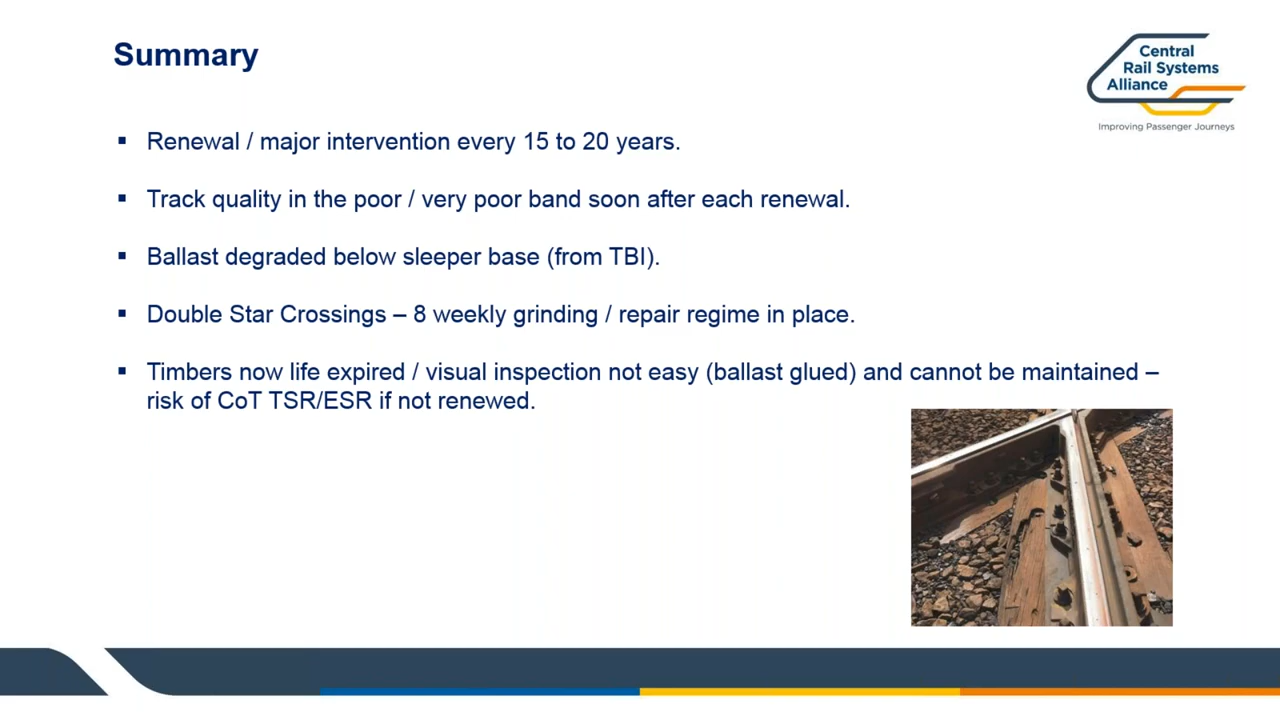 Summary
Central
Rail Systems
Alliance
Improving Passenger Journeys
▪ Renewal / major intervention every 15 to 20 years.
▪ Track quality in the poor / very poor band soon after each renewal.
▪ Ballast degraded below sleeper base (from TBI).
▪ Double Star Crossings – 8 weekly grinding / repair regime in place.
▪ Timbers now life expired / visual inspection not easy (ballast glued) and cannot be maintained –
risk of CoT TSR/ESR if not renewed.